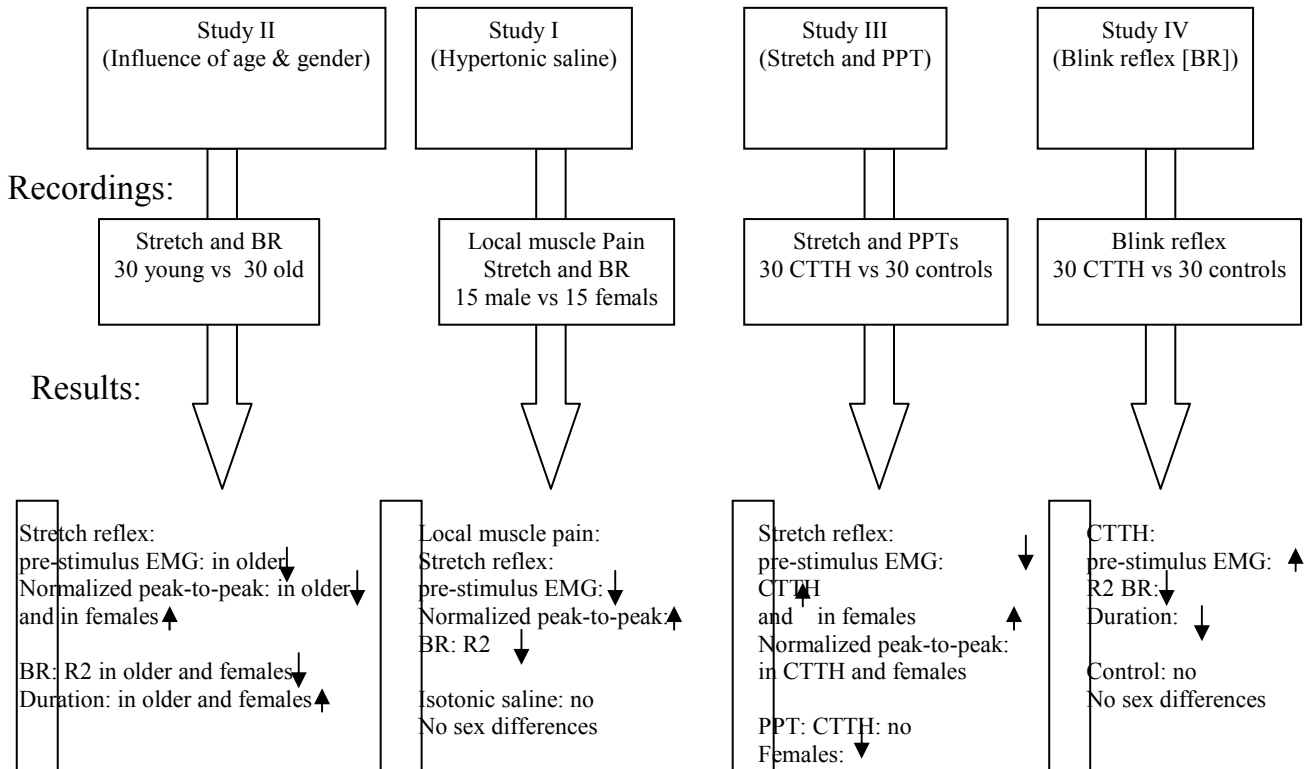 Study II
(Influence of age & gender)
Study I
(Hypertonic saline)
Study III
(Stretch and PPT)
Study IV
(Blink reflex [BR])
Recordings:
Stretch and BR
30 young vs 30 old
Local muscle Pain
Stretch and BR
15 male vs 15 femals
Stretch and PPTs
30 CTTH vs 30 controls
Blink reflex
30 CTTH vs 30 controls
Results:
Stretch reflex:
pre-stimulus EMG: in older
Normalized peak-to-peak: in older
and in females
BR: R2 in older and females
Duration: in older and females
Local muscle pain:
Stretch reflex:
pre-stimulus EMG:
Normalized peak-to-peak:
BR: R2
Isotonic saline: no
No sex differences
Stretch reflex:
pre-stimulus EMG:
CTTH
and in females
Normalized peak-to-peak:
in CTTH and females
PPT: CTTH: no
Females:
CTTH:
pre-stimulus EMG:
R2 BR:
Duration:
Control: no
No sex differences